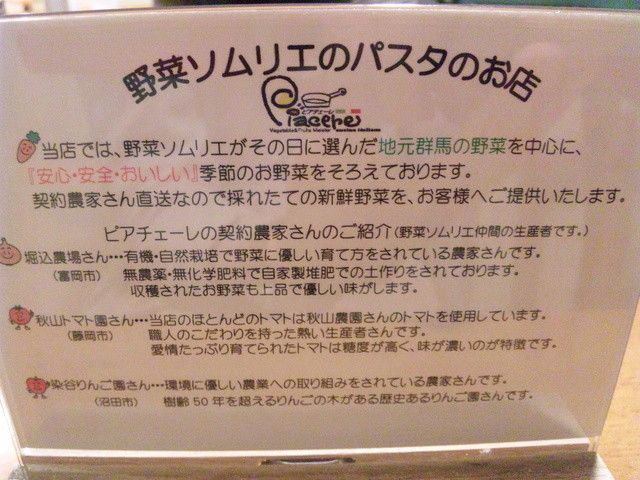 野菜ソムリエのパスタのお店
ピアチェーレ
Piacere
当店では、野菜ソムリエがその日に選んだ地元群馬の野菜を中心に、
『安心・安全・おいしい』季節のお野菜をそろえております。
契約農家さん直送なので採れたての新鮮野菜を、お客様へご提供いたします。
ピアチェーレの契約農家さんのご紹介(野菜ソムリエ仲間の生産者です。)
堀込農場さん…有機・自然栽培で野菜に優しい育て方をされている農家さんです。
(富岡市) 無農薬・無化学肥料で自家製堆肥での土作りをされております。
収穫されたお野菜も上品で優しい味がします。
秋山トマト園さん…当店のほとんどのトマトは秋山農園さんのトマトを使用しています。
(藤岡市) 職人のこだわりを持った熱い生産者さんです。
愛情たっぷり育てられたトマトは糖度が高く、味が濃いのが特徴です。
染谷りんご園さん…環境に優しい農業への取り組みをされている農家さんです。
(沼田市) 樹齢50年を超えるりんごの木がある歴史あるりんご園さんです。